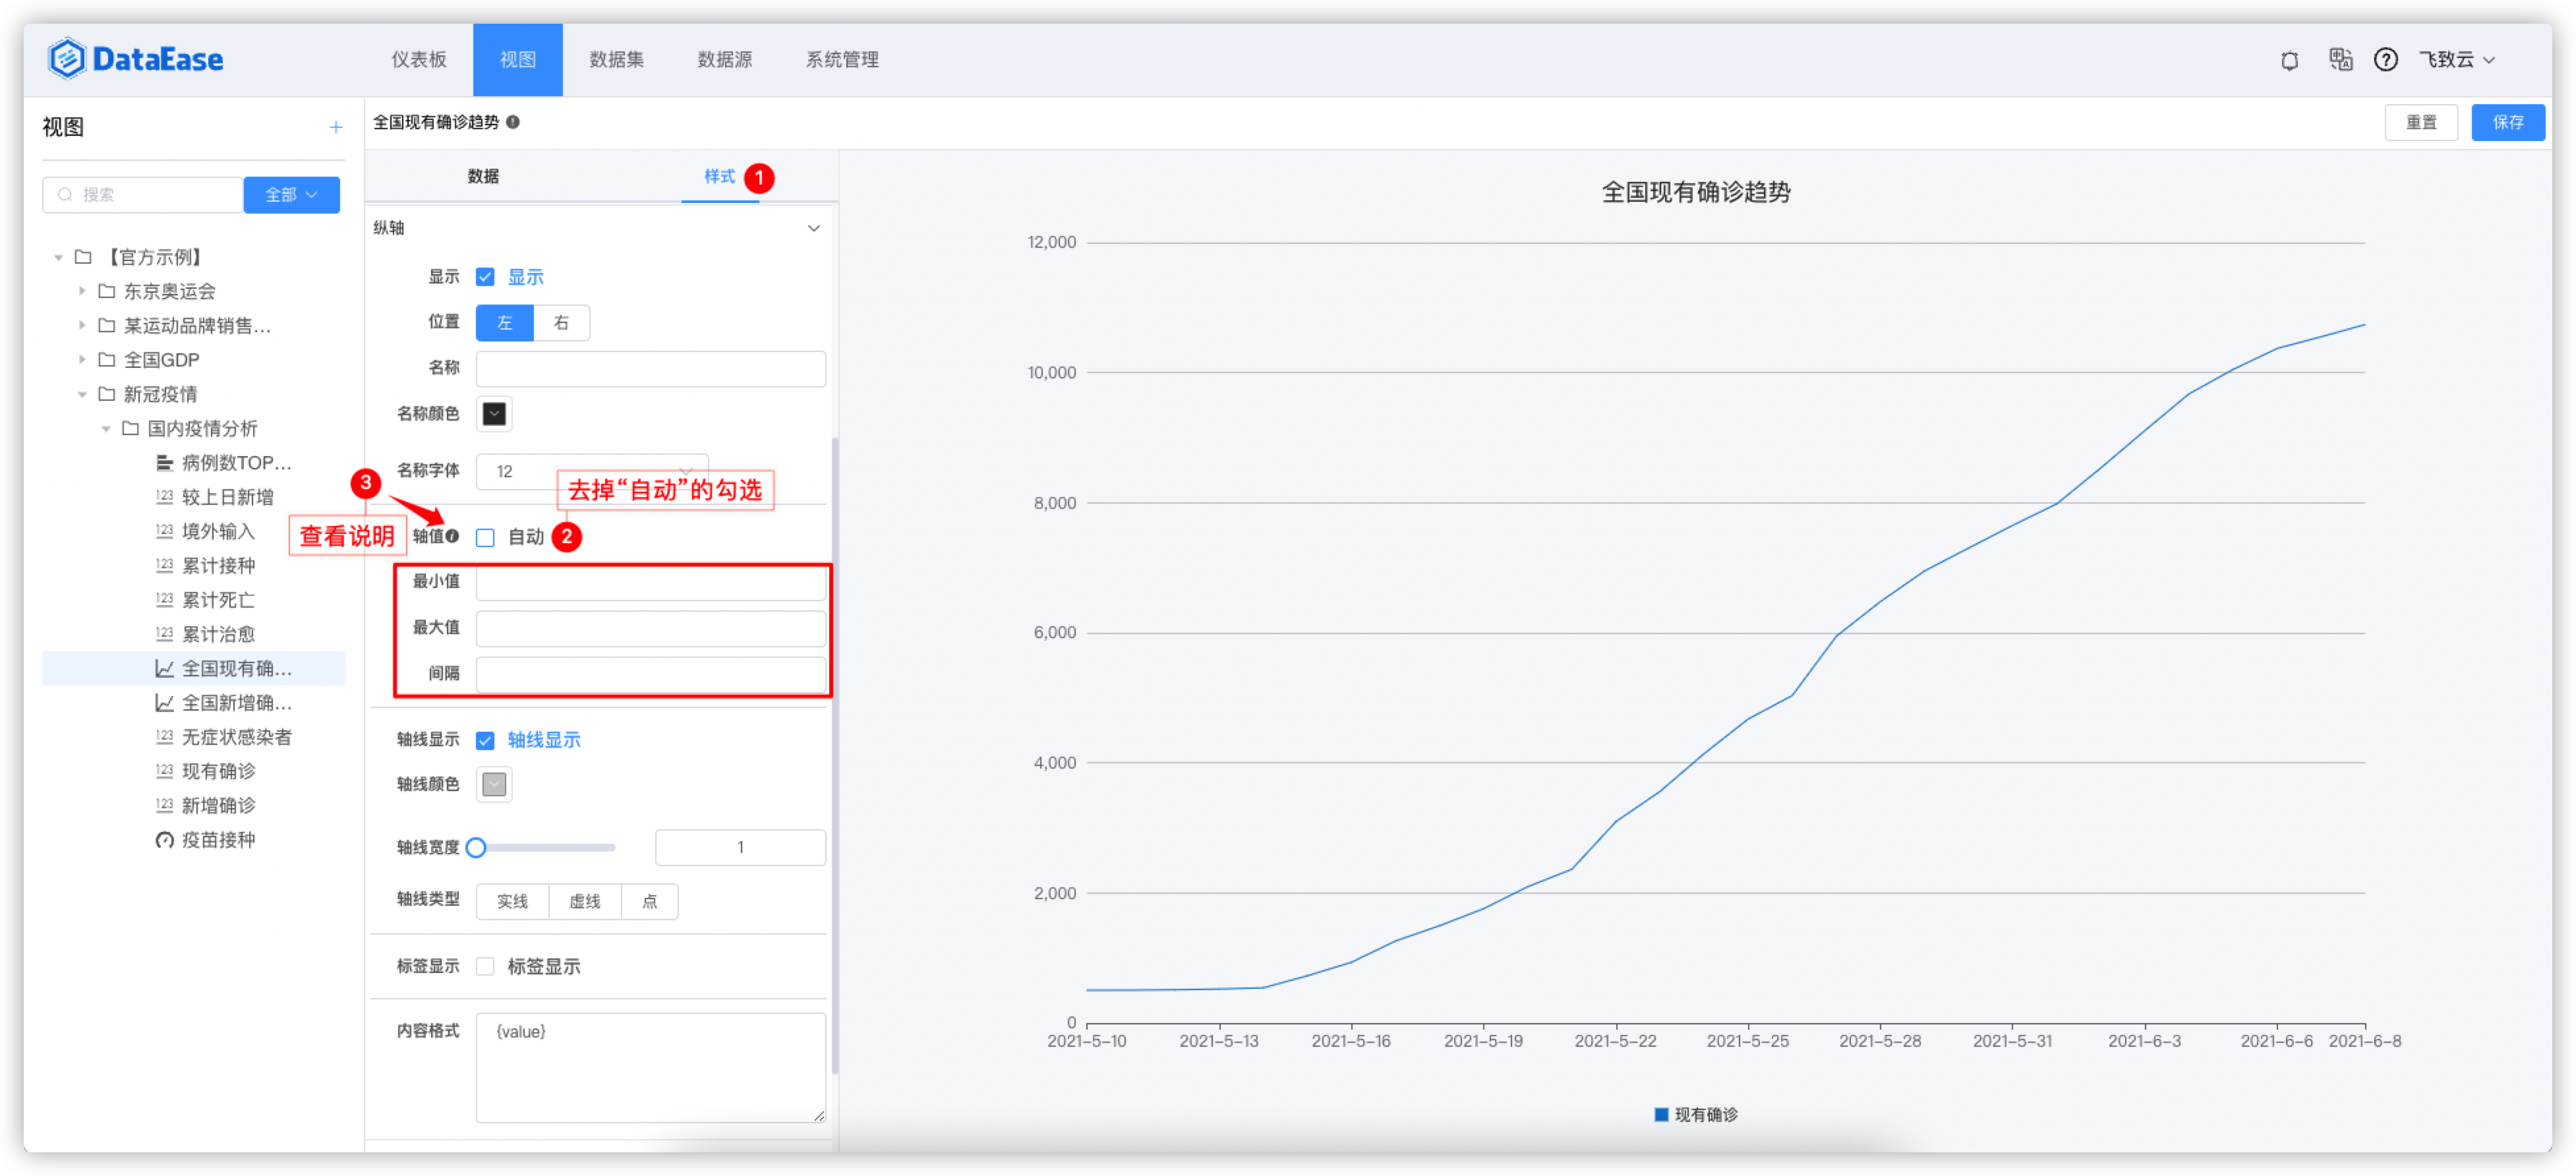 DataEase
仪表板
视图
数据集
数据源
系统管理
飞致云
视图
搜索
全部
【官方示例】
东京奥运会
某运动品牌销售...
全国GDP
新冠疫情
国内疫情分析
病例数TOP...
123 较上日新增
123 境外输入
123 累计接种
123 累计死亡
123 累计治愈
全国现有确...
全国新增确...
123 无症状感染者
123 现有确诊
123 新增确诊
疫苗接种
全国现有确诊趋势
重置
保存
数据
样式
1
纵轴
显示 显示
位置 左 右
名称
名称颜色
名称字体 12
3
去掉“自动”的勾选
查看说明
轴值 自动 2
最小值
最大值
间隔
轴线显示 轴线显示
轴线颜色
轴线宽度 1
轴线类型 实线 虚线 点
标签显示 标签显示
内容格式 {value}
全国现有确诊趋势
12,000
10,000
8,000
6,000
4,000
2,000
0
2021-5-10 2021-5-13 2021-5-16 2021-5-19 2021-5-22 2021-5-25 2021-5-28 2021-5-31 2021-6-3 2021-6-6 2021-6-8
现有确诊